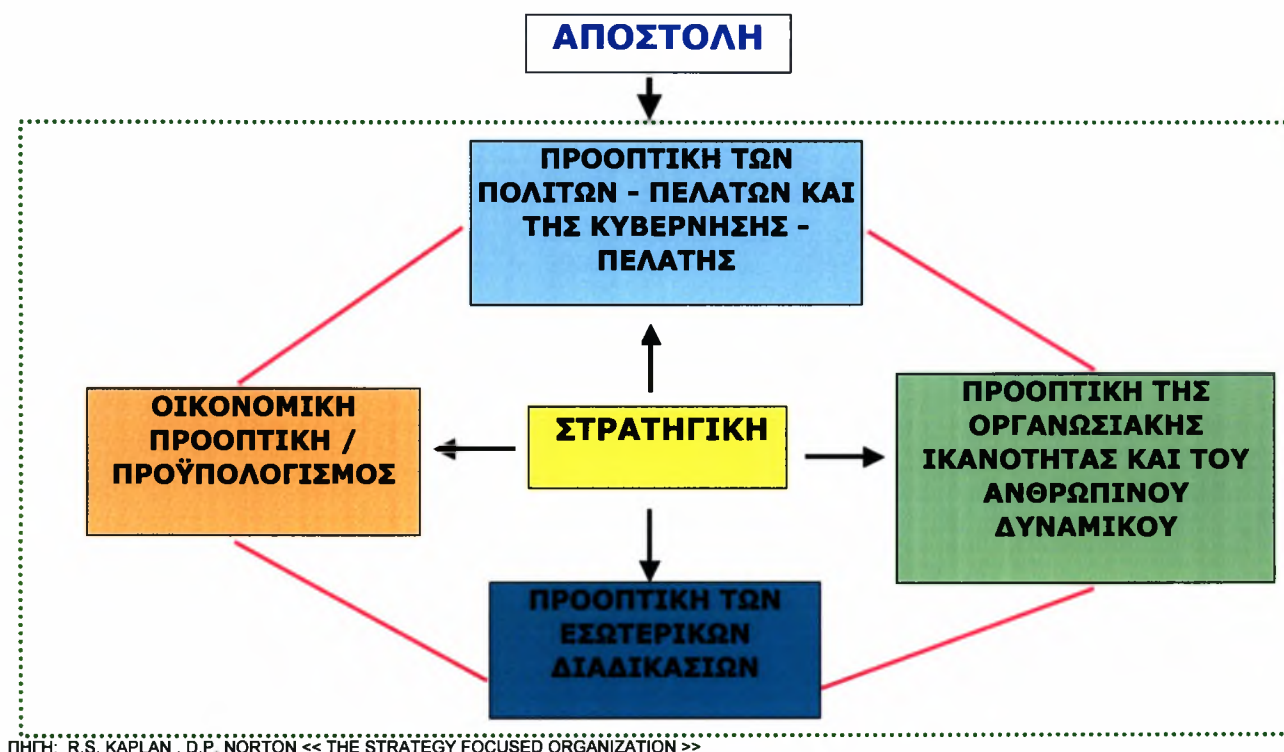 ΑΠΟΣΤΟΛΗ
ΠΡΟΟΠΤΙΚΗ ΤΩΝ
ΠΟΛΙΤΩΝ - ΠΕΛΑΤΩΝ ΚΑΙ
ΤΗΣ ΚΥΒΕΡΝΗΣΗΣ -
ΠΕΛΑΤΗΣ
ΟΙΚΟΝΟΜΙΚΗ
ΠΡΟΟΠΤΙΚΗ /
ΠΡΟΫΠΟΛΟΓΙΣΜΟΣ
ΣΤΡΑΤΗΓΙΚΗ
ΠΡΟΟΠΤΙΚΗ ΤΗΣ
ΟΡΓΑΝΩΣΙΑΚΗΣ
ΙΚΑΝΟΤΗΤΑΣ ΚΑΙ ΤΟΥ
ΑΝΘΡΩΠΙΝΟΥ
ΔΥΝΑΜΙΚΟΥ
ΠΡΟΟΠΤΙΚΗ ΤΩΝ
ΕΣΩΤΕΡΙΚΩΝ
ΔΙΑΔΙΚΑΣΙΩΝ
ΠΗΓΗ: R.S. KAPLAN , D.P. NORTON << THE STRATEGY FOCUSED ORGANIZATION >>